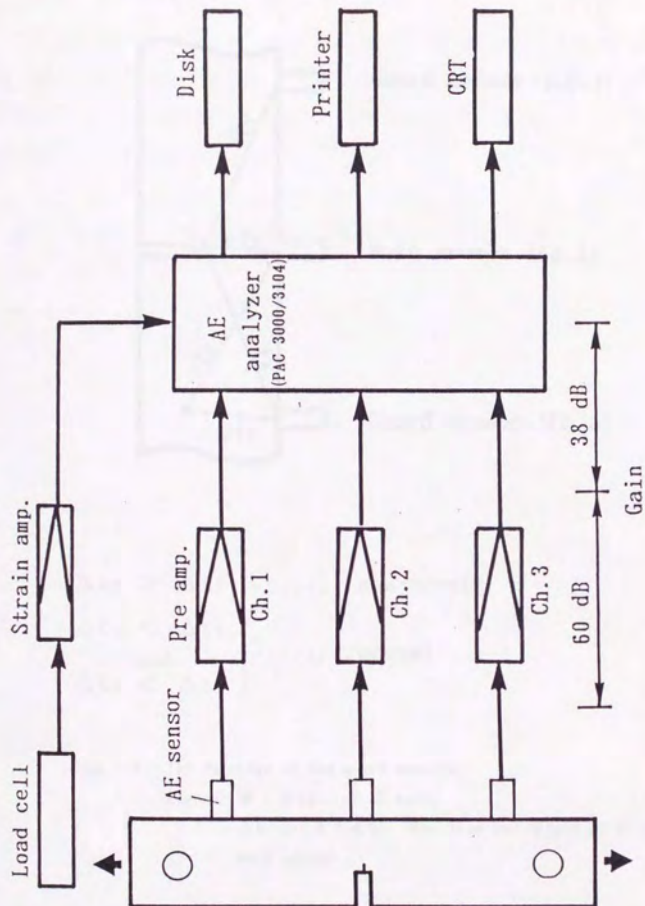 Load cell
Strain amp.
AE sensor
Pre amp.
Ch.1
Ch.2
Ch.3
AE
analyzer
(PAC 3000/3104)
Disk
Printer
CRT
60 dB
38 dB
Gain